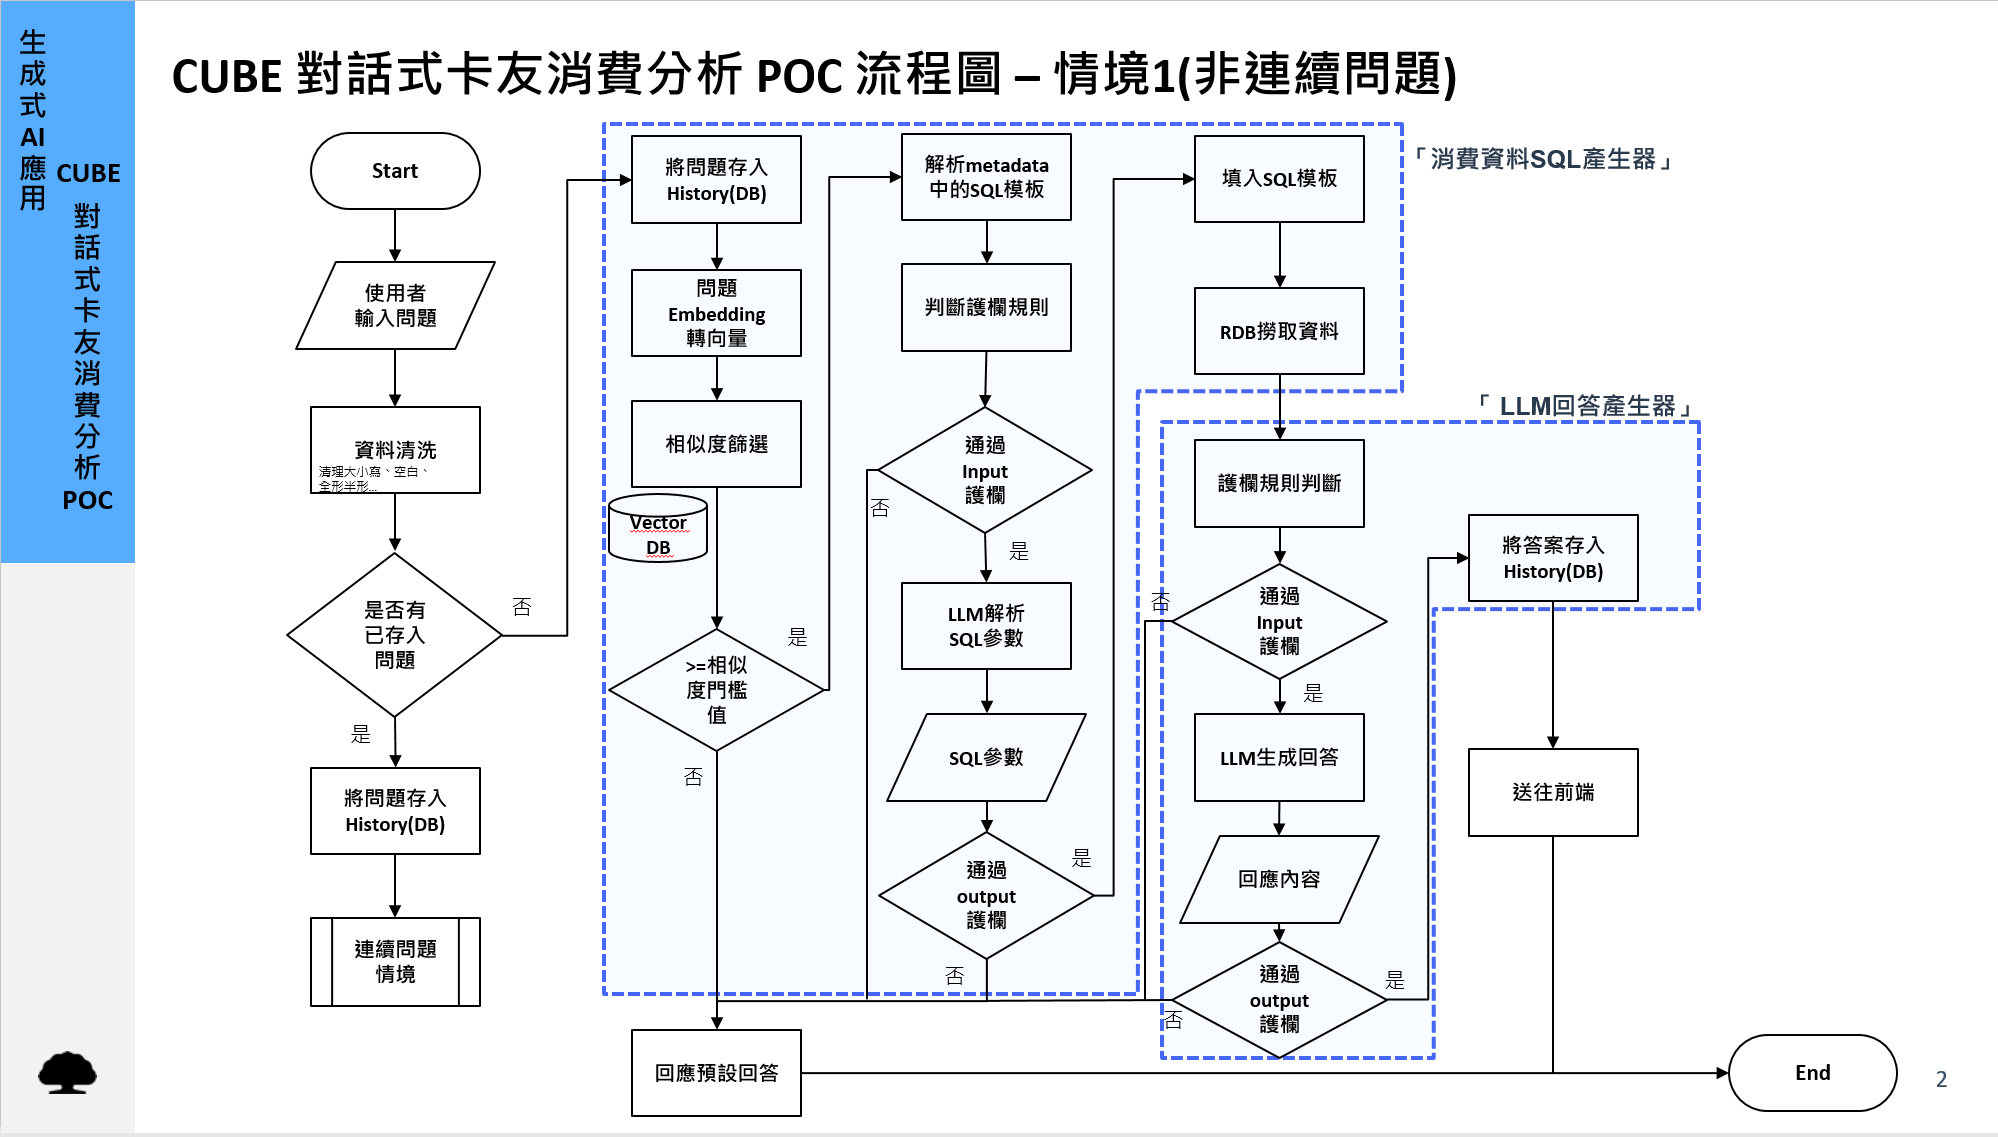 生
成
式
AI
應
用
CUBE
對
話
式
卡
友
消
費
分
析
POC
CUBE 對話式卡友消費分析 POC 流程圖 – 情境1(非連續問題)
Start
使用者
輸入問題
資料清洗
清理大小寫、空白、
全形半形...
是否有
已存入
問題
否
是
將問題存入
History(DB)
連續問題
情境
將問題存入
History(DB)
問題
Embedding
轉向量
相似度篩選
Vector
DB
>=相似
度門檻
值
是
否
回應預設回答
解析metadata
中的SQL模板
判斷護欄規則
通過
Input
護欄
否
是
LLM解析
SQL參數
SQL參數
通過
output
護欄
是
否
填入SQL模板
RDB撈取資料
「消費資料SQL產生器」
「 LLM回答產生器」
護欄規則判斷
通過
Input
護欄
否
是
LLM生成回答
回應內容
通過
output
護欄
是
否
將答案存入
History(DB)
送往前端
End
2